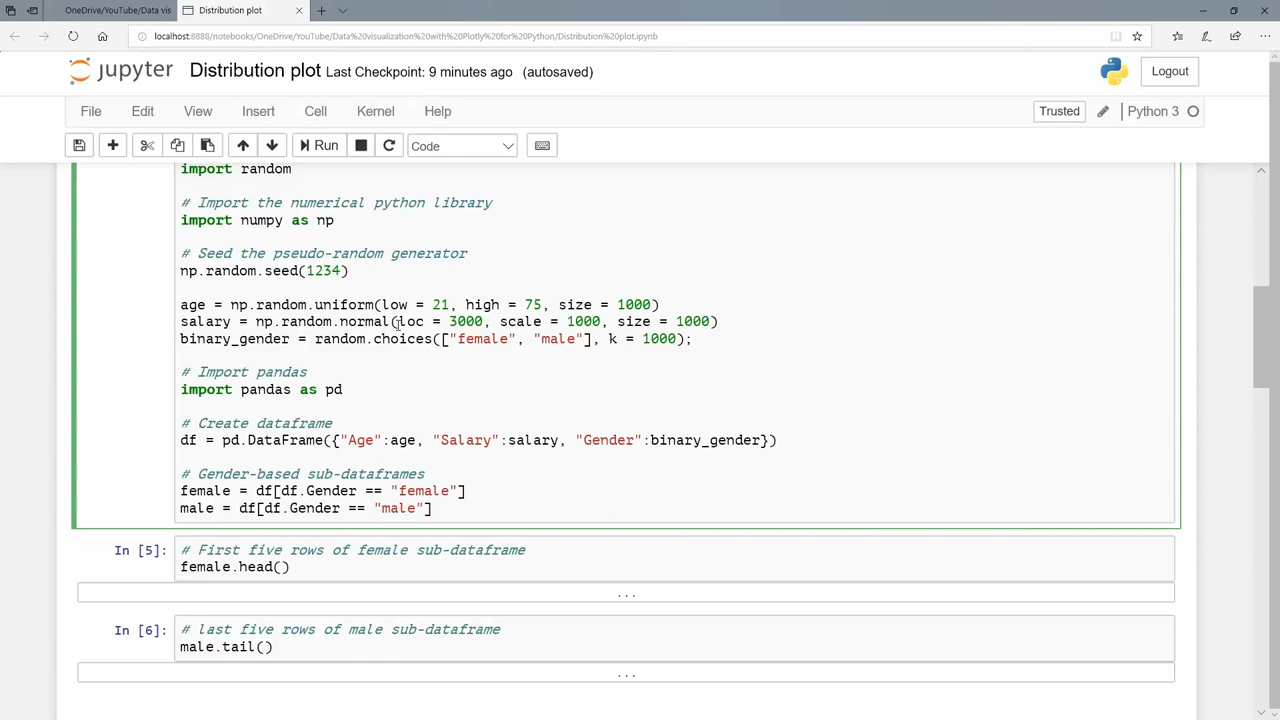 OneDrive/YouTube/Data vis
Distribution plot
localhost:8888/notebooks/OneDrive/YouTube/Data%20visualization%20with%20Plotly%20for%20Python/Distribution%20plot.ipynb
jupyter Distribution plot Last Checkpoint: 9 minutes ago (autosaved)
Logout
File Edit View Insert Cell Kernel Help
Trusted Python 3
Run Code
import random
# Import the numerical python library
import numpy as np
# Seed the pseudo-random generator
np.random.seed(1234)
age = np.random.uniform(low = 21, high = 75, size = 1000)
salary = np.random.normal(loc = 3000, scale = 1000, size = 1000)
binary_gender = random.choices(["female", "male"], k = 1000);
# Import pandas
import pandas as pd
# Create dataframe
df = pd.DataFrame({"Age":age, "Salary":salary, "Gender":binary_gender})
# Gender-based sub-dataframes
female = df[df.Gender == "female"]
male = df[df.Gender == "male"]
In [5]: # First five rows of female sub-dataframe
female.head()
...
In [6]: # last five rows of male sub-dataframe
male.tail()
...